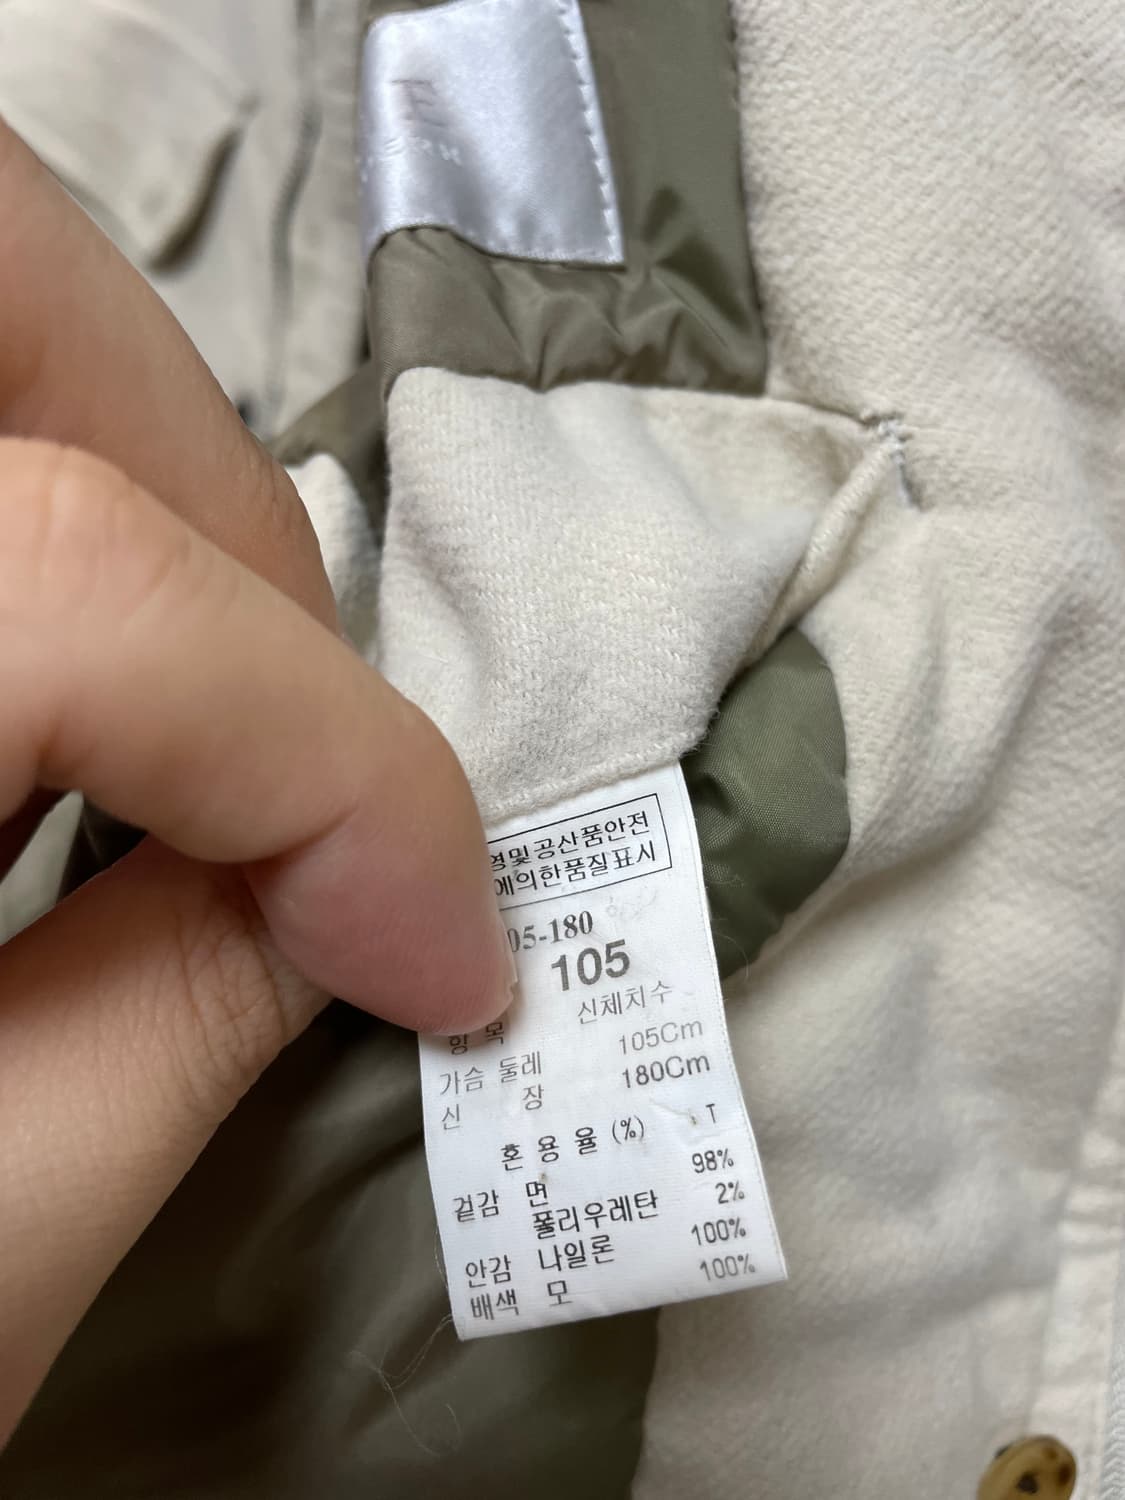 영및공산품안전
에의한품질표시
05-180
105
신체치수
항 목
105Cm
가슴 둘레
180Cm
신 장
혼 용 율 (%)
T
겉감 면 98%
폴리우레탄 2%
안감 나일론 100%
배색 모 100%